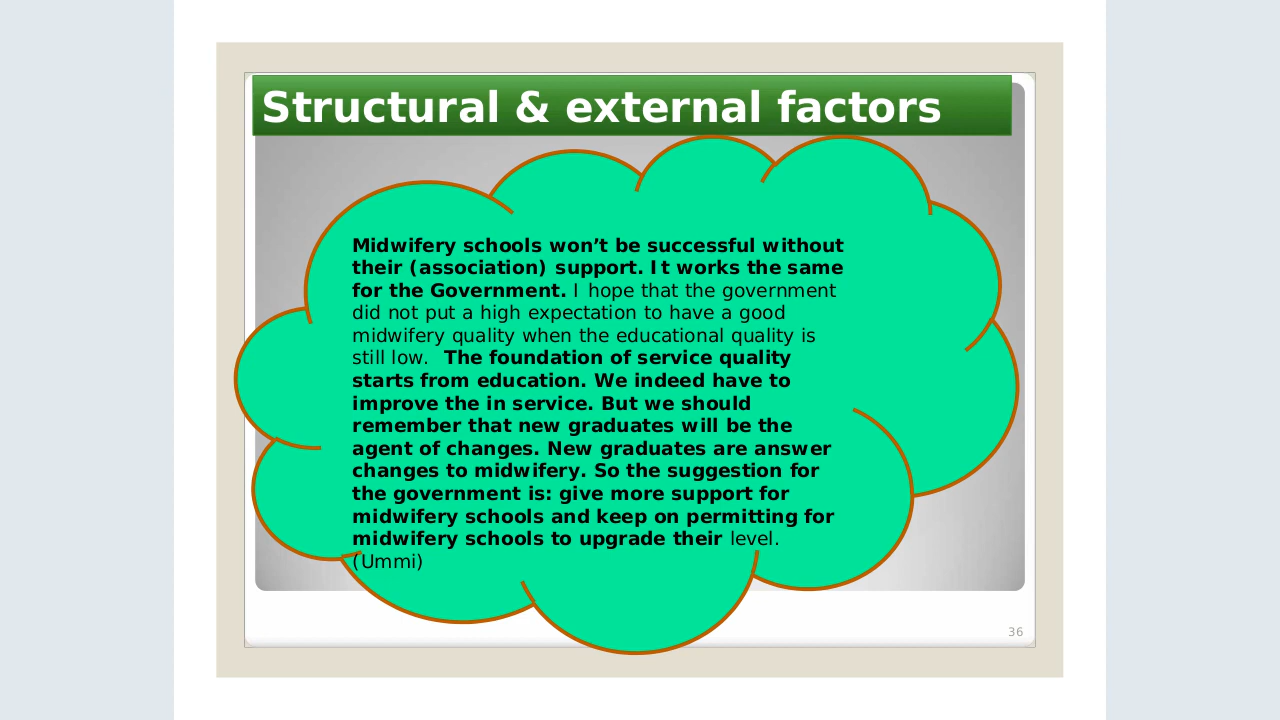 Structural & external factors
Midwifery schools won’t be successful without
their (association) support. It works the same
for the Government. I hope that the government
did not put a high expectation to have a good
midwifery quality when the educational quality is
still low. The foundation of service quality
starts from education. We indeed have to
improve the in service. But we should
remember that new graduates will be the
agent of changes. New graduates are answer
changes to midwifery. So the suggestion for
the government is: give more support for
midwifery schools and keep on permitting for
midwifery schools to upgrade their level.
(Ummi)
36